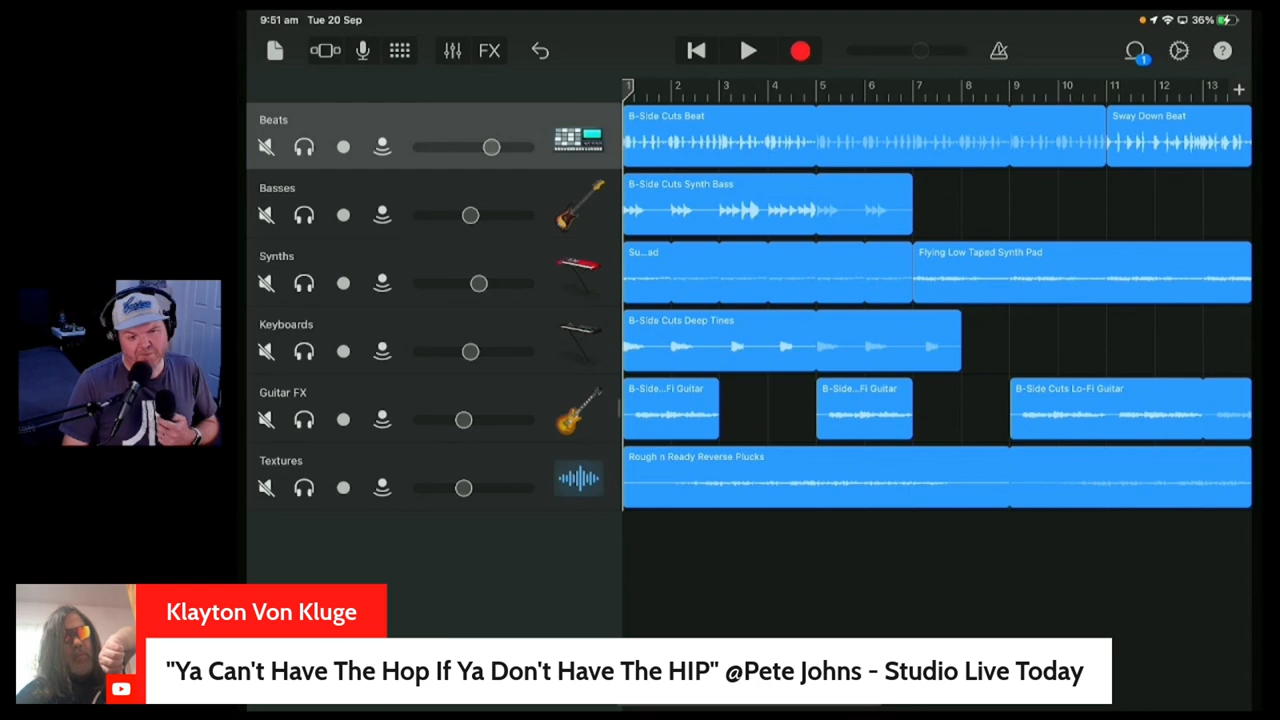 9:51 am Tue 20 Sep
36%
FX
1
1 2 3 4 5 6 7 8 9 10 11 12 13
Beats
B-Side Cuts Beat
Sway Down Beat
Basses
B-Side Cuts Synth Bass
Synths
Su...ad
Flying Low Taped Synth Pad
Keyboards
B-Side Cuts Deep Tines
Guitar FX
B-Side...Fi Guitar
B-Side...Fi Guitar
B-Side Cuts Lo-Fi Guitar
Textures
Rough n Ready Reverse Plucks
Klayton Von Kluge
"Ya Can't Have The Hop If Ya Don't Have The HIP" @Pete Johns - Studio Live Today